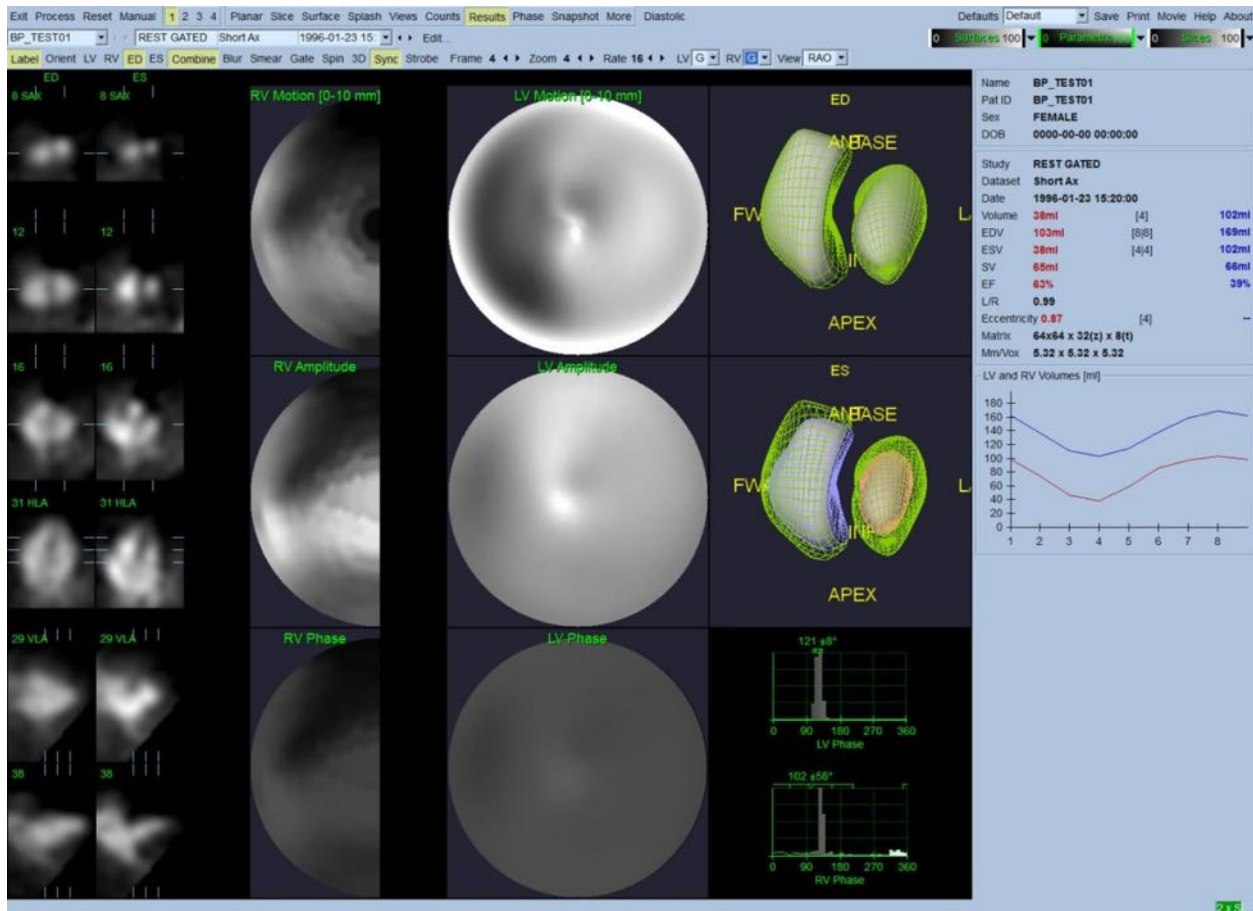 Exit Process Reset Manual 1 2 3 4 Planar Slice Surface Splash Views Counts Results Phase Snapshot More Diastolic Defaults Default Save Print Movie Help About
BP_TEST01 REST GATED Short Ax 1996-01-23 15: Edit... 0 Surfaces 100 0 0 Slices 100
Label Orient LV RV ED ES Combine Blur Smear Gate Spin 3D Sync Strobe Frame 4 Zoom 4 Rate 16 LV G RV G View RAO
ED ES
8 SAX 8 SAX
12 12
16 16
31 HLA 31 HLA
29 VLA 29 VLA
38 38
RV Motion [0-10 mm] LV Motion [0-10 mm]
RV Amplitude LV Amplitude
RV Phase LV Phase
ED
ANT BASE
FW
APEX
ES
ANT BASE
FW
INF
APEX
121 ±8°
0 90 180 270 360
LV Phase
102 ±56°
0 90 180 270 360
RV Phase
Name BP_TEST01
Pat ID BP_TEST01
Sex FEMALE
DOB 0000-00-00 00:00:00
Study REST GATED
Dataset Short Ax
Date 1996-01-23 15:20:00
Volume 38ml [4] 102ml
EDV 103ml [8|8] 169ml
ESV 38ml [4|4] 102ml
SV 65ml 66ml
EF 63% 39%
L/R 0.99
Eccentricity 0.87 [4] --
Matrix 64x64 x 32(z) x 8(t)
Mm/Vox 5.32 x 5.32 x 5.32
LV and RV Volumes [ml]
180
160
140
120
100
80
60
40
20
0
1 2 3 4 5 6 7 8
2 x S